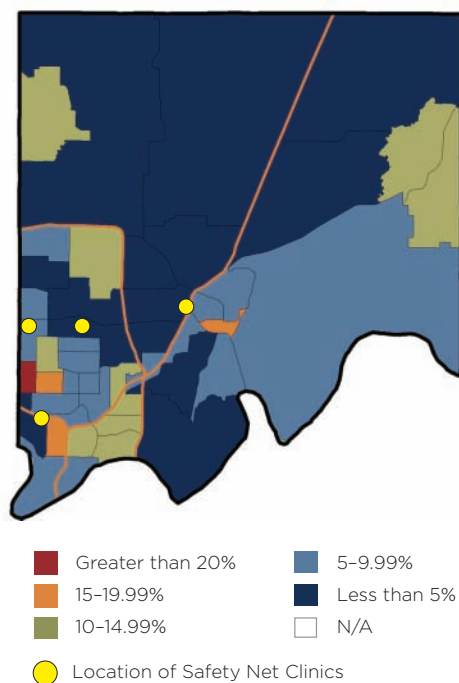 Greater than 20%
15–19.99%
10–14.99%
5–9.99%
Less than 5%
N/A
Location of Safety Net Clinics